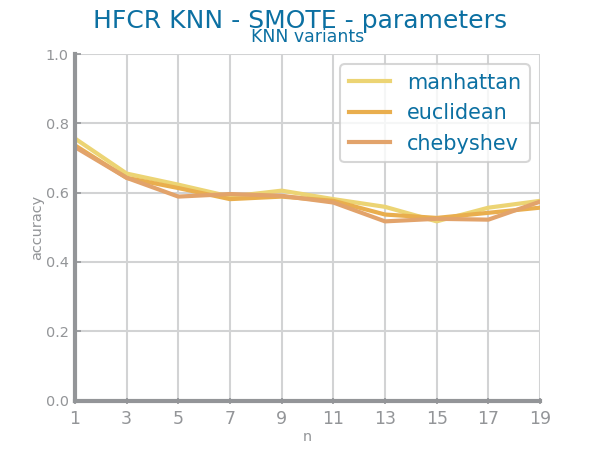 HFCR KNN - SMOTE - parameters
KNN variants
manhattan
euclidean
chebyshev
1.0
0.8
0.6
0.4
0.2
0.0
accuracy
1 3 5 7 9 11 13 15 17 19
n